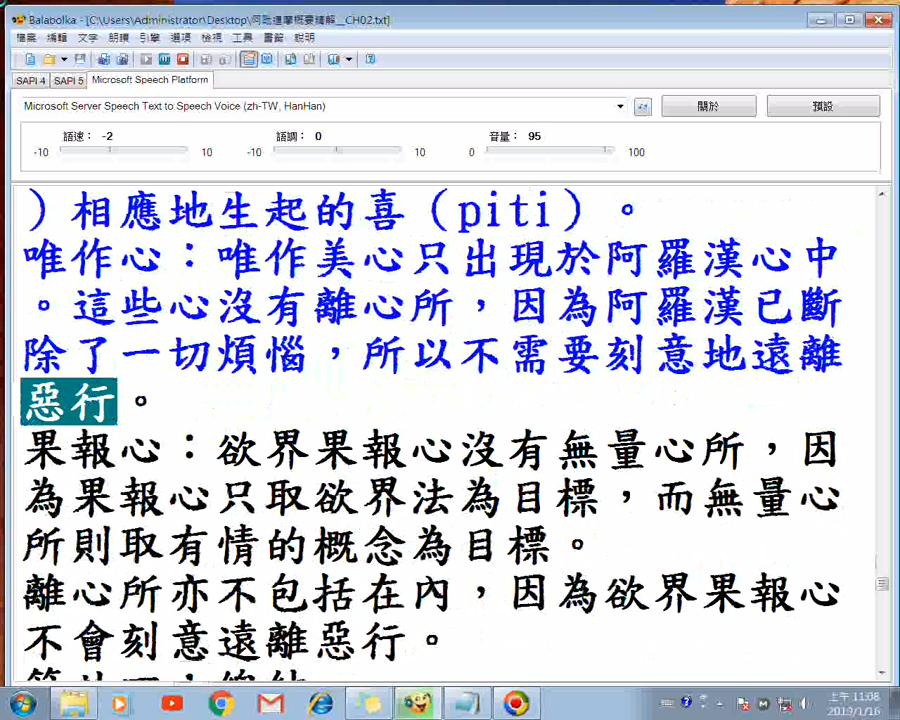 Balabolka - [C:\Users\Administrator\Desktop\阿毗達摩概要精解__CH02.txt]
檔案 編輯 文字 朗讀 引擎 選項 檢視 工具 書籤 說明
SAPI 4 SAPI 5 Microsoft Speech Platform
Microsoft Server Speech Text to Speech Voice (zh-TW, HanHan) 關於 預設
語速： -2 語調： 0 音量： 95
-10 10 -10 10 0 100
）相應地生起的喜（piti）。
唯作心：唯作美心只出現於阿羅漢心中
。這些心沒有離心所，因為阿羅漢已斷
除了一切煩惱，所以不需要刻意地遠離
惡行。
果報心：欲界果報心沒有無量心所，因
為果報心只取欲界法為目標，而無量心
所則取有情的概念為目標。
離心所亦不包括在內，因為欲界果報心
不會刻意遠離惡行。
上午 11:08
2019/1/16